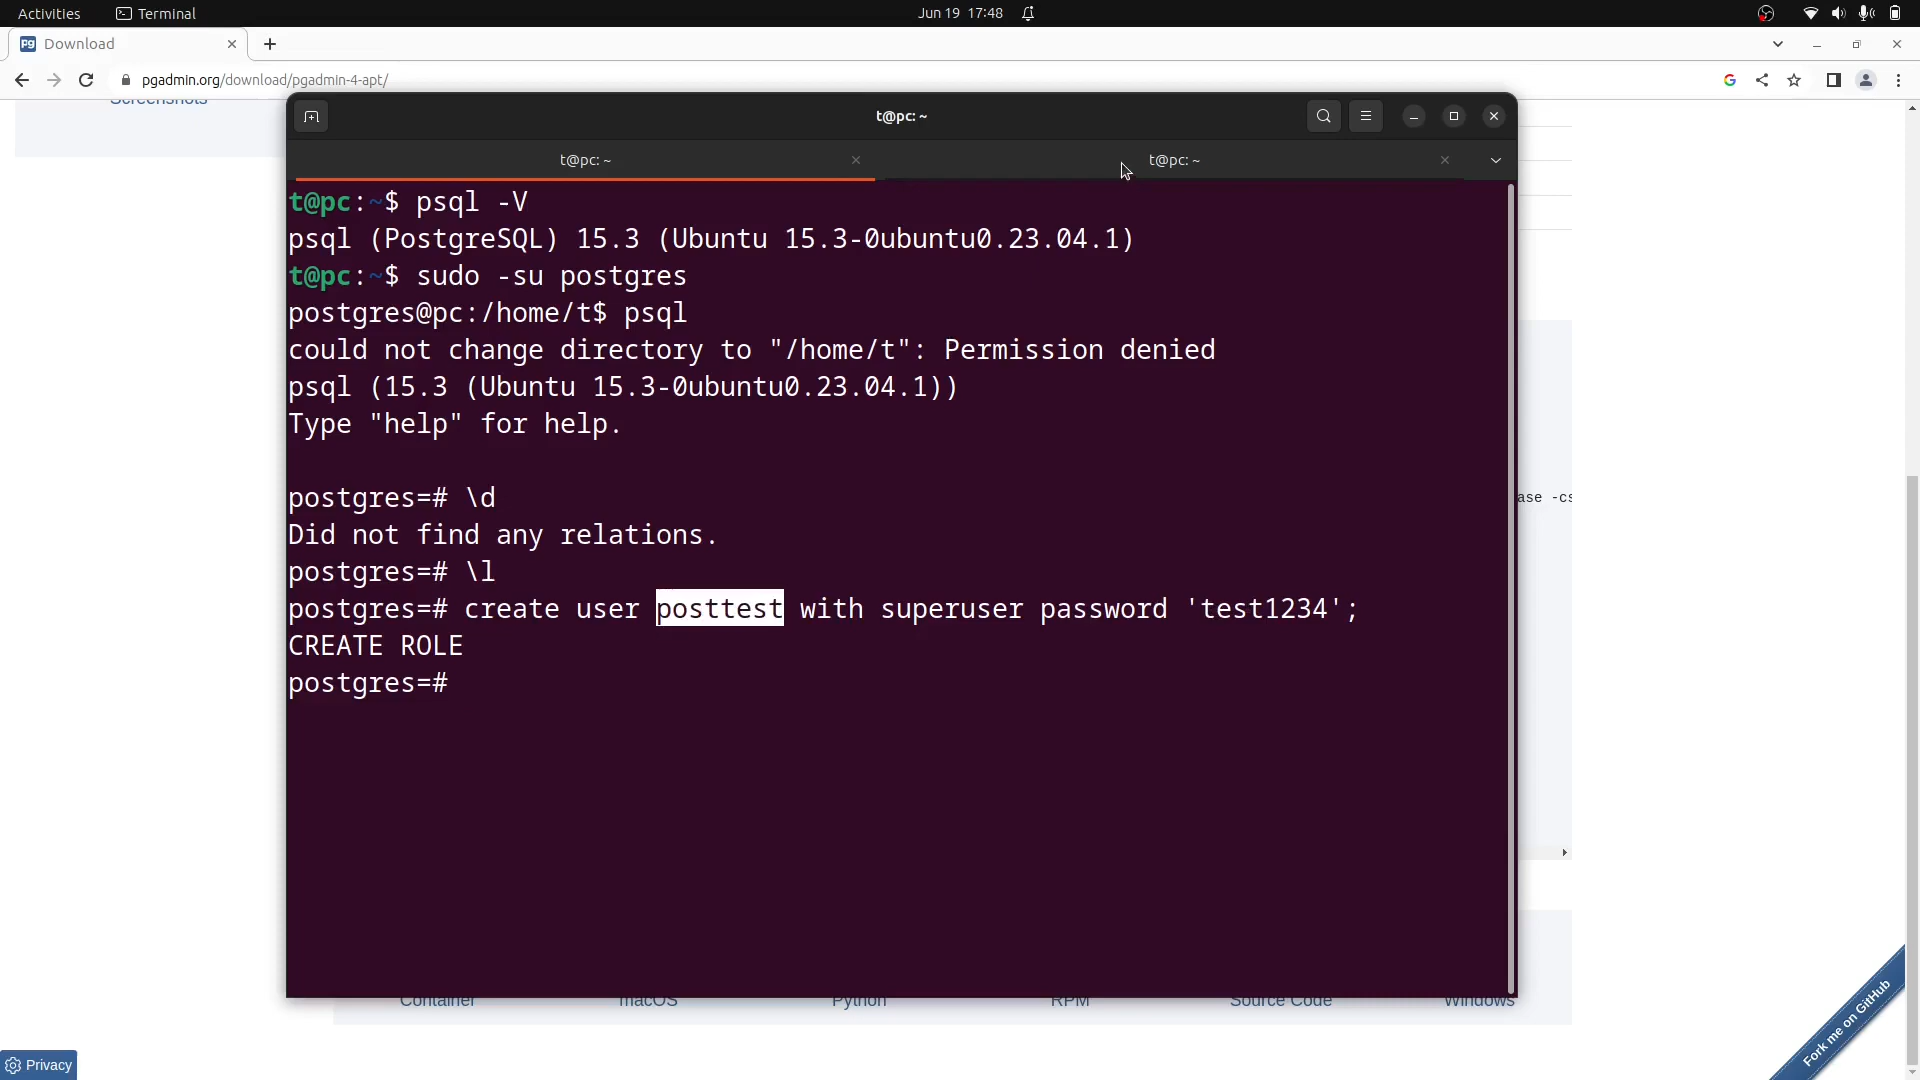 Activities
Terminal
Jun 19 17:48
pg Download
pgadmin.org/download/pgadmin-4-apt/
Screenshots
t@pc: ~
t@pc: ~
t@pc: ~
t@pc:~$ psql -V
psql (PostgreSQL) 15.3 (Ubuntu 15.3-0ubuntu0.23.04.1)
t@pc:~$ sudo -su postgres
postgres@pc:/home/t$ psql
could not change directory to "/home/t": Permission denied
psql (15.3 (Ubuntu 15.3-0ubuntu0.23.04.1))
Type "help" for help.
postgres=# \d
ase -cs
Did not find any relations.
postgres=# \l
postgres=# create user posttest with superuser password 'test1234';
CREATE ROLE
postgres=#
Container macOS Python RPM Source Code Windows
Fork me on GitHub
Privacy